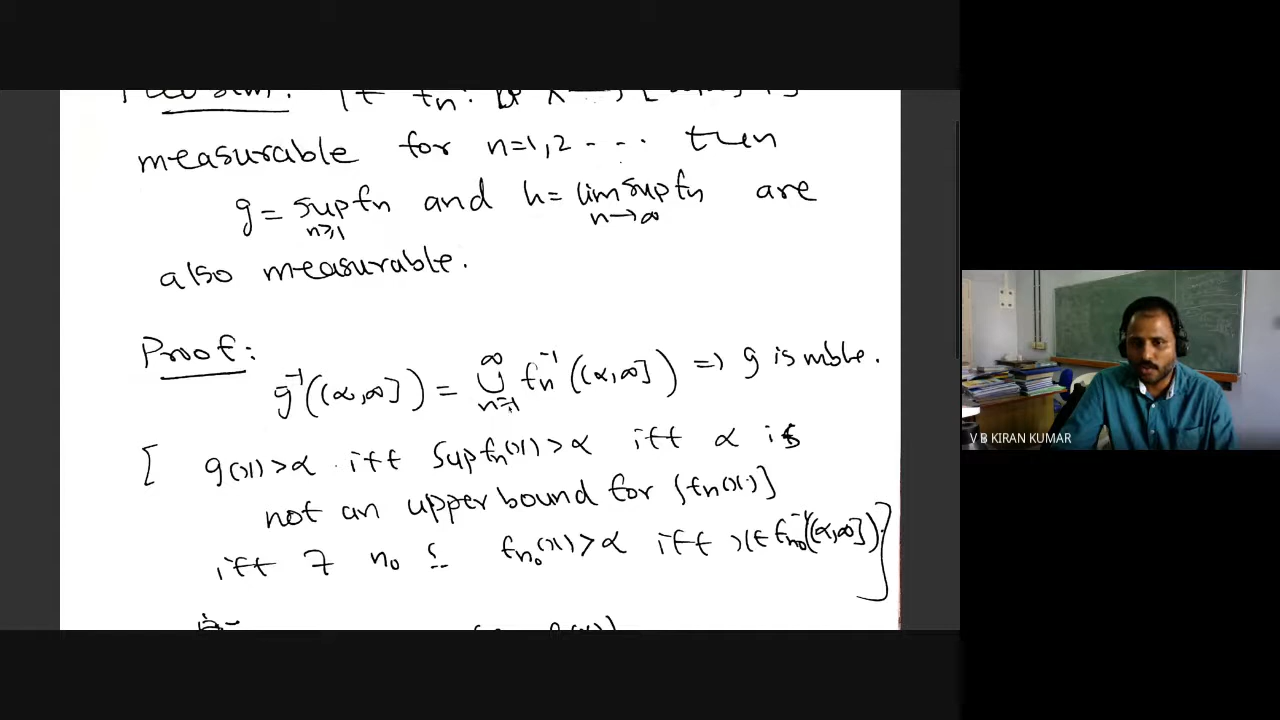 measurable for n=1,2 - - - then
g = sup fn and h = limsup fn are
n≥1 n→∞
also measurable.
Proof:
g⁻¹((α,∞]) = ∞∪n=1 fn⁻¹((α,∞]) => g is mble.
[ g(x)>α iff sup fn(x)>α iff α is
not an upper bound for {fn(x)}
iff ∃ n₀ fn₀(x)>α iff x∈ fn₀⁻¹((α,∞]) ]
V B KIRAN KUMAR